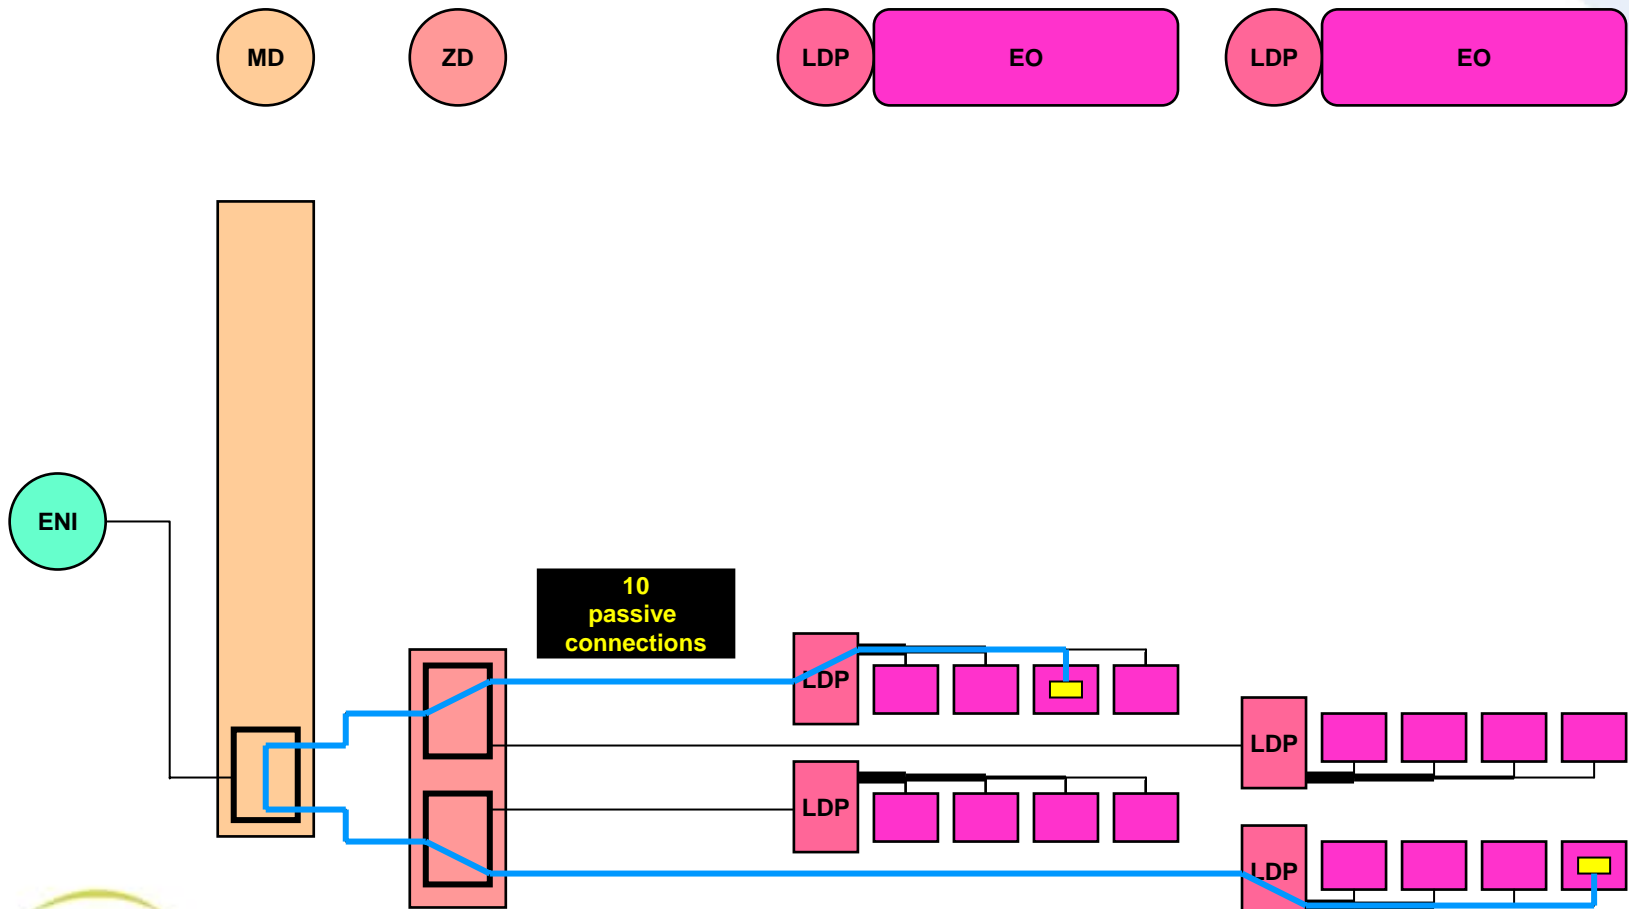 MD
ZD
LDP
EO
LDP
EO
ENI
10
passive
connections
LDP
LDP
LDP
LDP